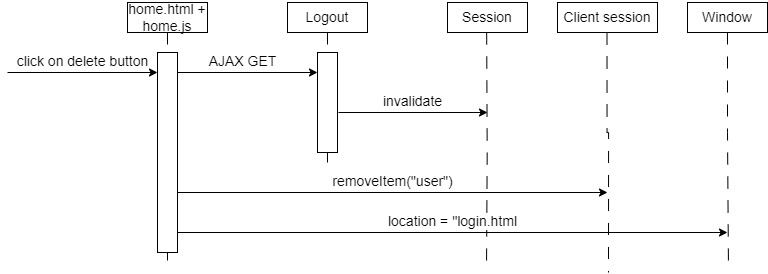 home.html +
home.js
Logout
Session
Client session
Window
click on delete button
AJAX GET
invalidate
removeItem("user")
location = "login.html